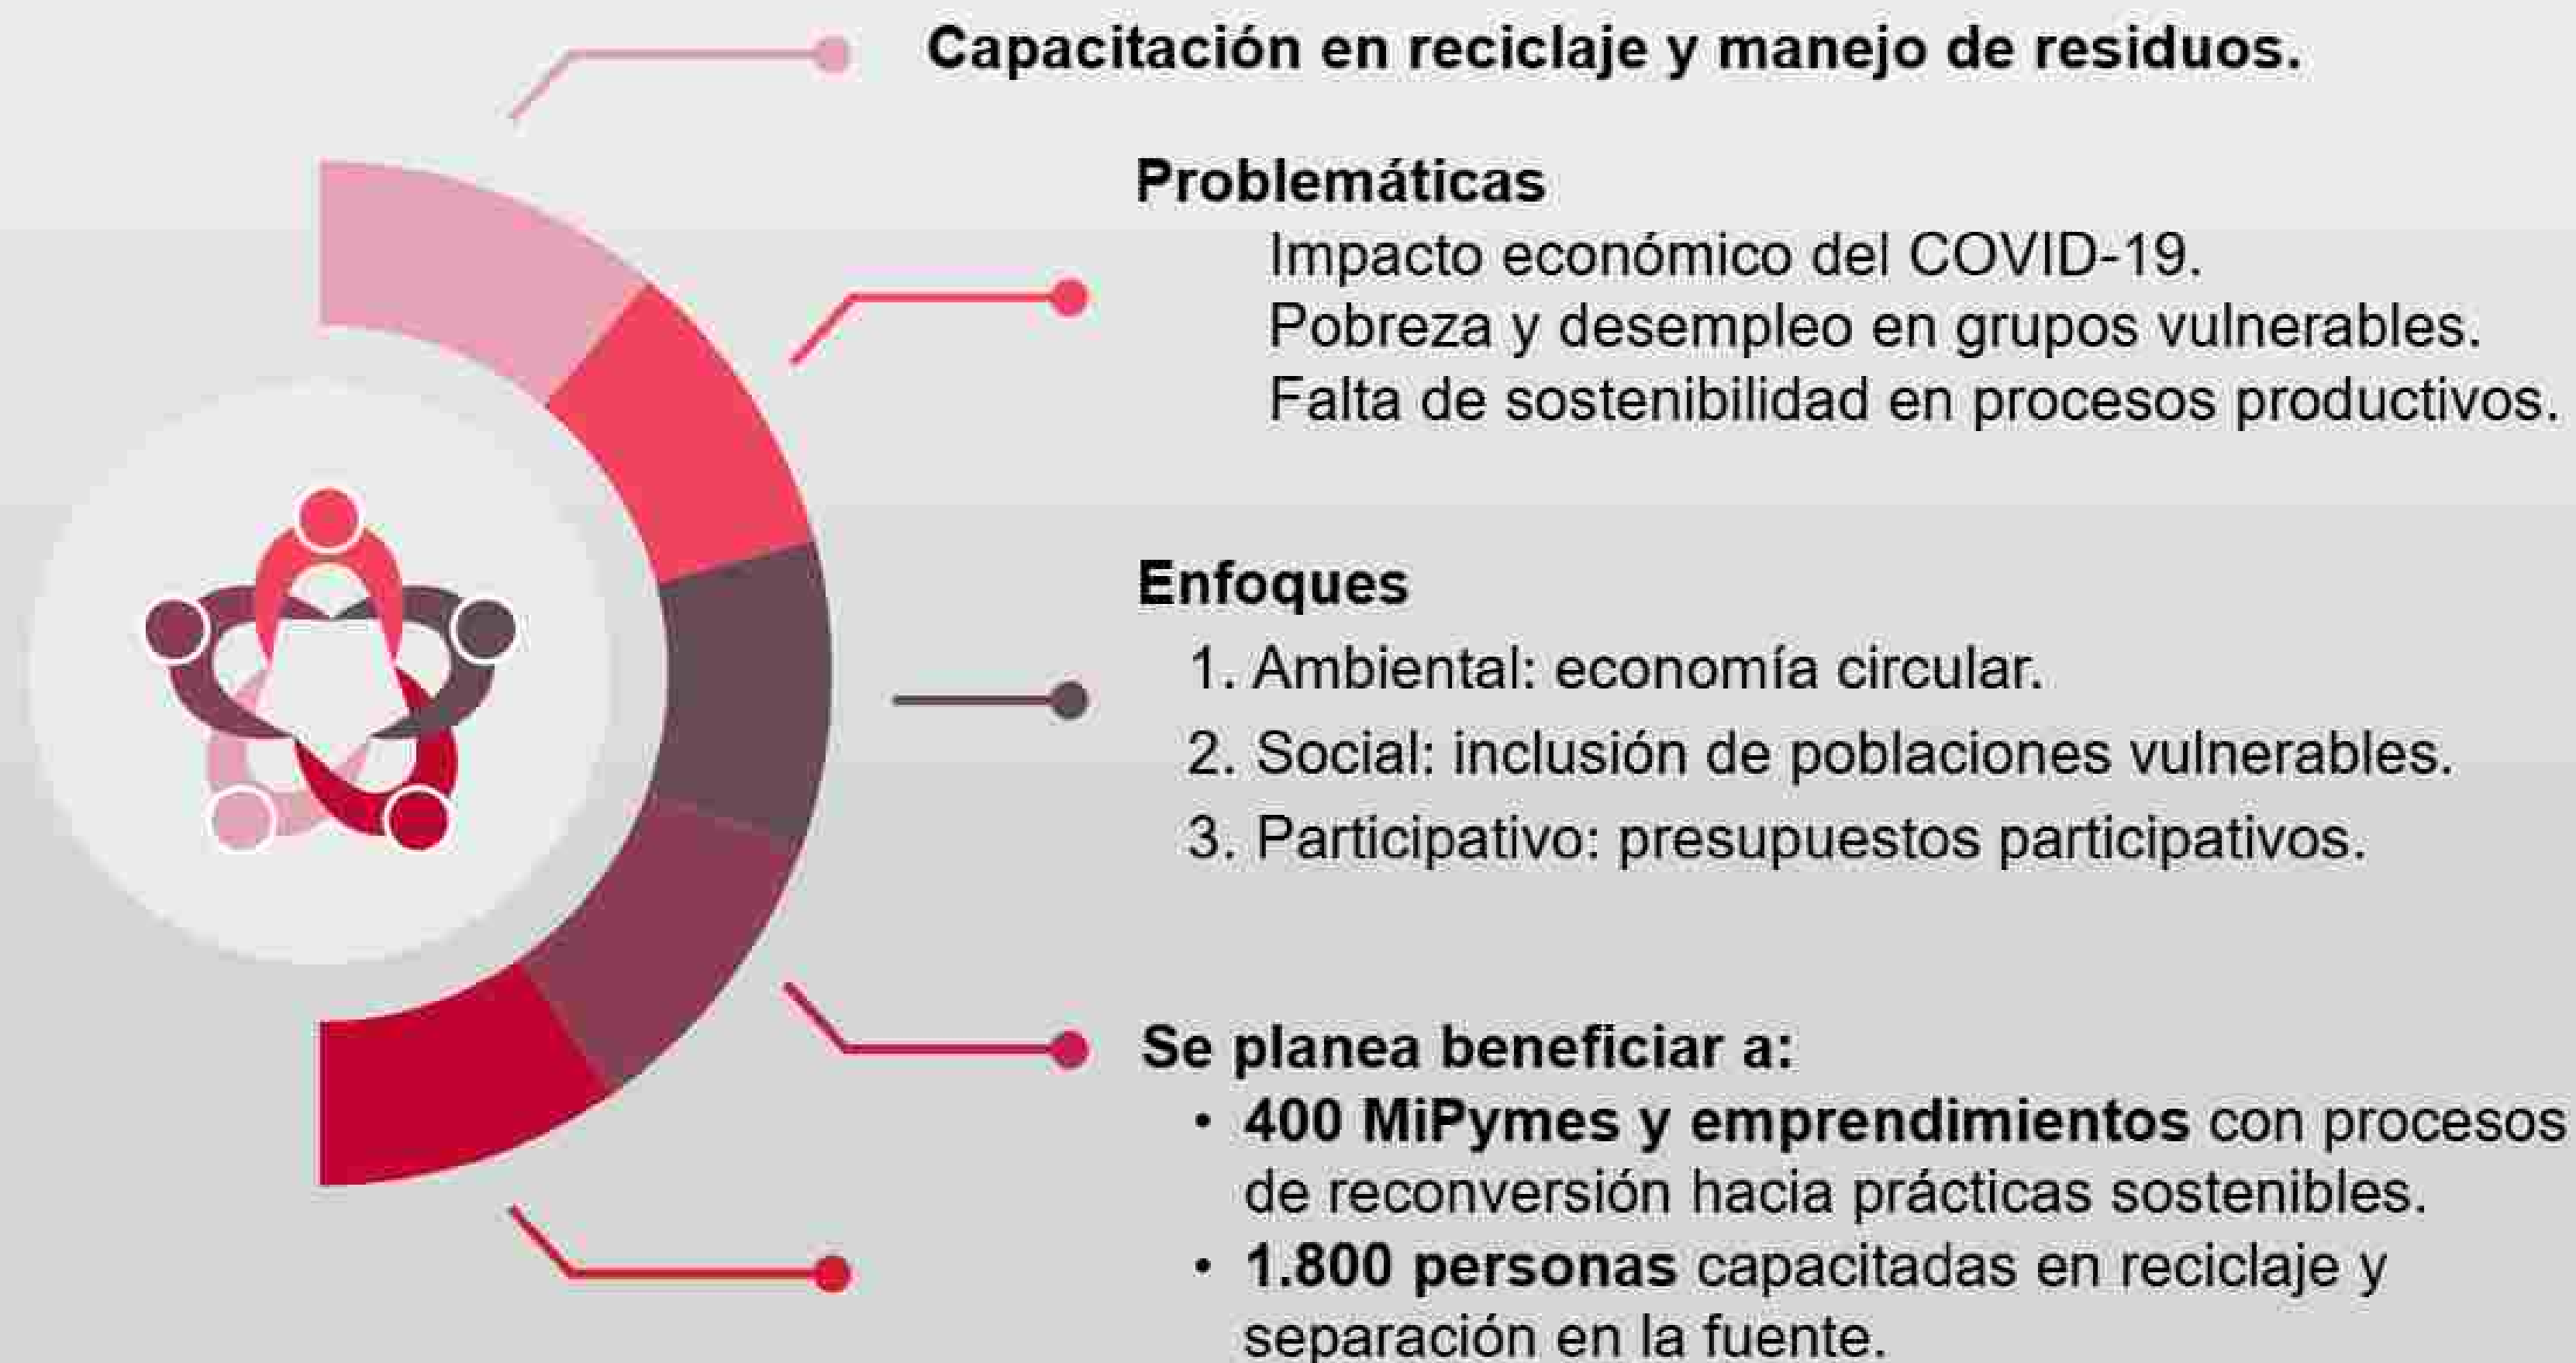 Capacitación en reciclaje y manejo de residuos.
Problemáticas
Impacto económico del COVID-19.
Pobreza y desempleo en grupos vulnerables.
Falta de sostenibilidad en procesos productivos.
Enfoques
1. Ambiental: economía circular.
2. Social: inclusión de poblaciones vulnerables.
3. Participativo: presupuestos participativos.
Se planea beneficiar a:
• 400 MiPymes y emprendimientos con procesos
de reconversión hacia prácticas sostenibles.
• 1.800 personas capacitadas en reciclaje y
separación en la fuente.